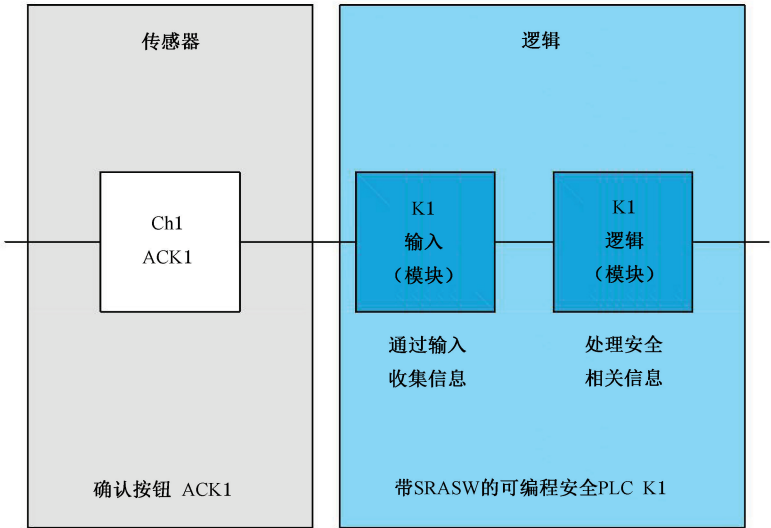 传感器
逻辑
Ch1
ACK1
K1
输入
（模块）
K1
逻辑
（模块）
通过输入
收集信息
处理安全
相关信息
确认按钮 ACK1
带SRASW的可编程安全PLC K1